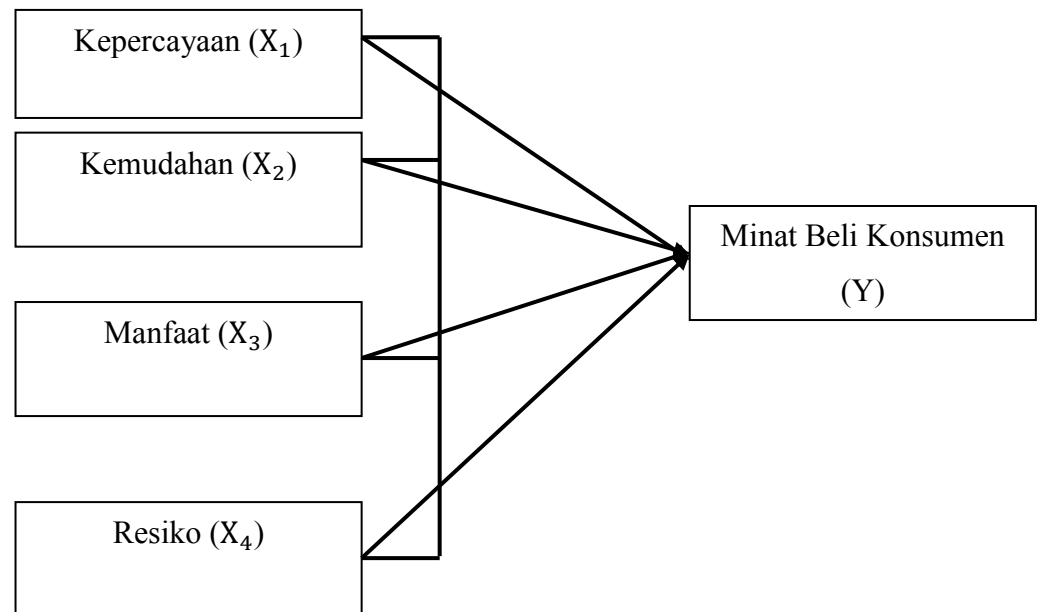 Kepercayaan (X₁)
Kemudahan (X₂)
Manfaat (X₃)
Resiko (X₄)
Minat Beli Konsumen
(Y)